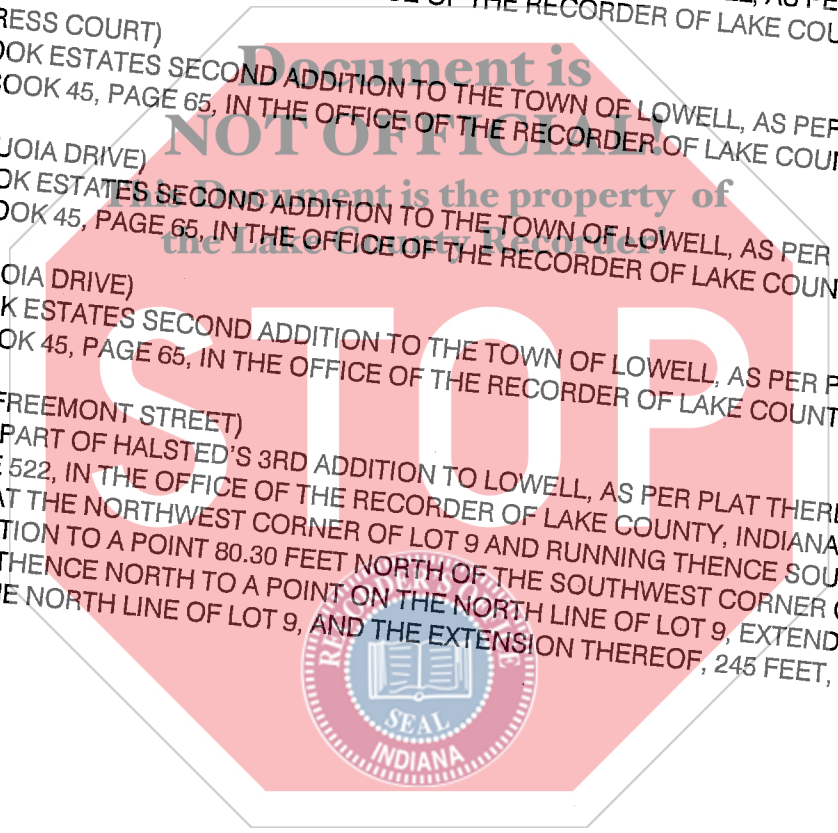 THE RECORDER OF LAKE COU
RESS COURT)
OOK ESTATES SECOND ADDITION TO THE TOWN OF LOWELL, AS PER
OOK 45, PAGE 65, IN THE OFFICE OF THE RECORDER OF LAKE COUN
UOIA DRIVE)
OK ESTATES SECOND ADDITION TO THE TOWN OF LOWELL, AS PER
OOK 45, PAGE 65, IN THE OFFICE OF THE RECORDER OF LAKE COUN
OIA DRIVE)
K ESTATES SECOND ADDITION TO THE TOWN OF LOWELL, AS PER P
OK 45, PAGE 65, IN THE OFFICE OF THE RECORDER OF LAKE COUNT
FREEMONT STREET)
PART OF HALSTED'S 3RD ADDITION TO LOWELL, AS PER PLAT THERE
E 522, IN THE OFFICE OF THE RECORDER OF LAKE COUNTY, INDIANA
AT THE NORTHWEST CORNER OF LOT 9 AND RUNNING THENCE SOU
TION TO A POINT 80.30 FEET NORTH OF THE SOUTHWEST CORNER O
THENCE NORTH TO A POINT ON THE NORTH LINE OF LOT 9, EXTEND
E NORTH LINE OF LOT 9, AND THE EXTENSION THEREOF, 245 FEET,
Document is
NOT OFFICIAL!
This Document is the property of
the Lake County Recorder!
STOP
RECORDER'S OFFICE
SEAL
INDIANA